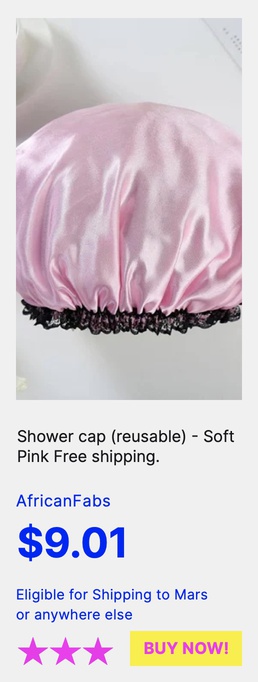 Shower cap (reusable) - Soft
Pink Free shipping.
AfricanFabs
$9.01
Eligible for Shipping to Mars
or anywhere else
BUY NOW!